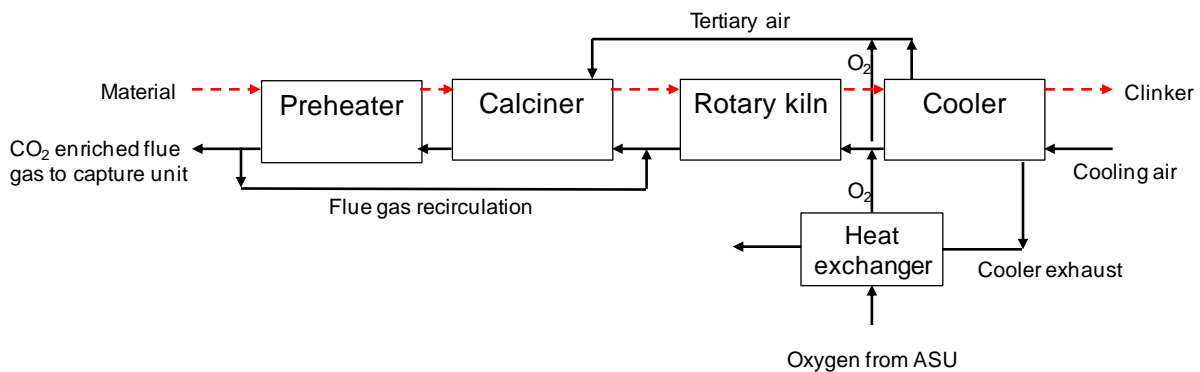 Tertiary air
O2
Material
Preheater
Calciner
Rotary kiln
Cooler
Clinker
CO2 enriched flue
gas to capture unit
Cooling air
Flue gas recirculation
O2
Heat
exchanger
Cooler exhaust
Oxygen from ASU